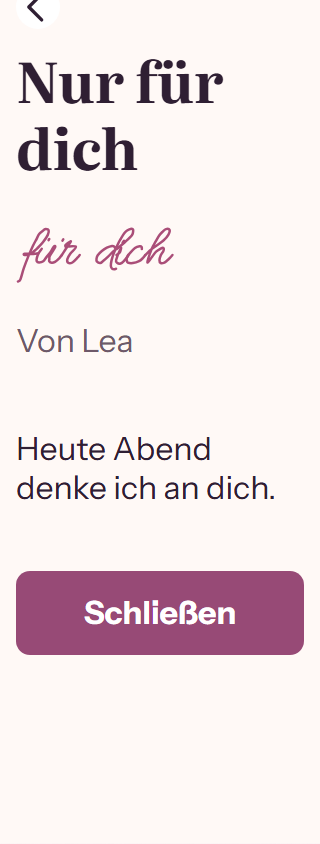 Nur für
dich
für dich
Von Lea
Heute Abend
denke ich an dich.
Schließen